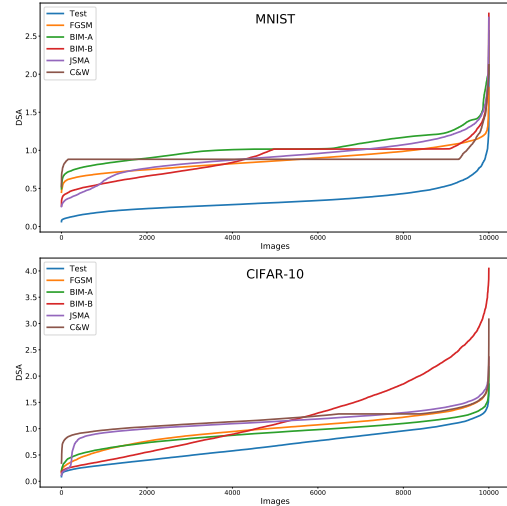 MNIST
Test
FGSM
BIM-A
BIM-B
JSMA
C&W
DSA
2.5
2.0
1.5
1.0
0.5
0.0
0
2000
4000
6000
8000
10000
Images
CIFAR-10
Test
FGSM
BIM-A
BIM-B
JSMA
C&W
DSA
4.0
3.5
3.0
2.5
2.0
1.5
1.0
0.5
0.0
0
2000
4000
6000
8000
10000
Images